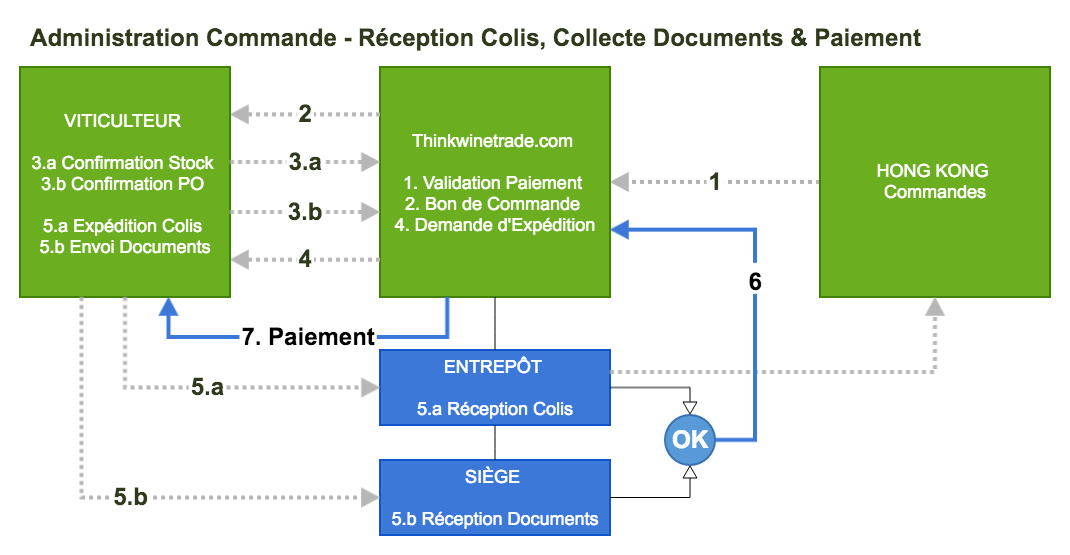 Administration Commande - Réception Colis, Collecte Documents & Paiement
VITICULTEUR
3.a Confirmation Stock
3.b Confirmation PO
5.a Expédition Colis
5.b Envoi Documents
2
3.a
3.b
4
Thinkwinetrade.com
1. Validation Paiement
2. Bon de Commande
4. Demande d'Expédition
1
HONG KONG
Commandes
6
7. Paiement
5.a
ENTREPÔT
5.a Réception Colis
OK
5.b
SIÈGE
5.b Réception Documents